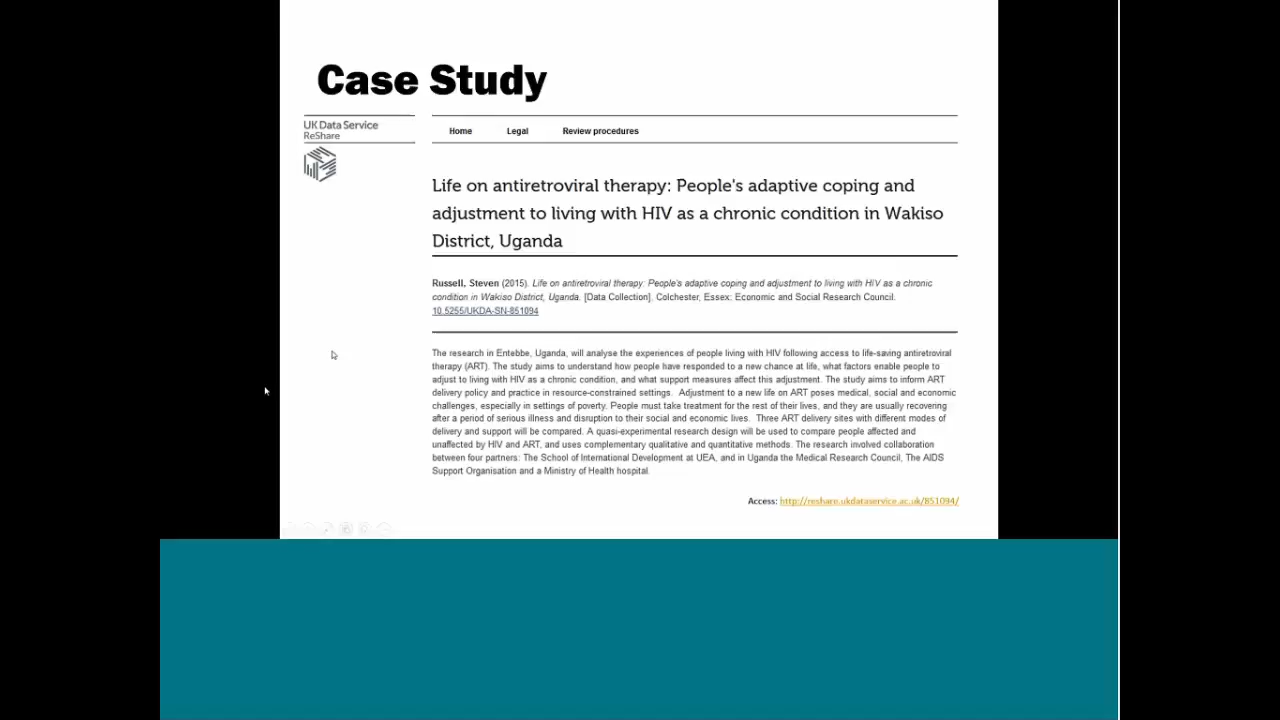 Case Study
UK Data Service
ReShare
Home Legal Review procedures
Life on antiretroviral therapy: People's adaptive coping and
adjustment to living with HIV as a chronic condition in Wakiso
District, Uganda
Russell, Steven (2015). Life on antiretroviral therapy: People's adaptive coping and adjustment to living with HIV as a chronic
condition in Wakiso District, Uganda. [Data Collection]. Colchester, Essex: Economic and Social Research Council.
10.5255/UKDA-SN-851094
The research in Entebbe, Uganda, will analyse the experiences of people living with HIV following access to life-saving antiretroviral
therapy (ART). The study aims to understand how people have responded to a new chance at life, what factors enable people to
adjust to living with HIV as a chronic condition, and what support measures affect this adjustment. The study aims to inform ART
delivery policy and practice in resource-constrained settings. Adjustment to a new life on ART poses medical, social and economic
challenges, especially in settings of poverty. People must take treatment for the rest of their lives, and they are usually recovering
after a period of serious illness and disruption to their social and economic lives. Three ART delivery sites with different modes of
delivery and support will be compared. A quasi-experimental research design will be used to compare people affected and
unaffected by HIV and ART, and uses complementary qualitative and quantitative methods. The research involved collaboration
between four partners: The School of International Development at UEA, and in Uganda the Medical Research Council, The AIDS
Support Organisation and a Ministry of Health hospital.
Access: http://reshare.ukdataservice.ac.uk/851094/